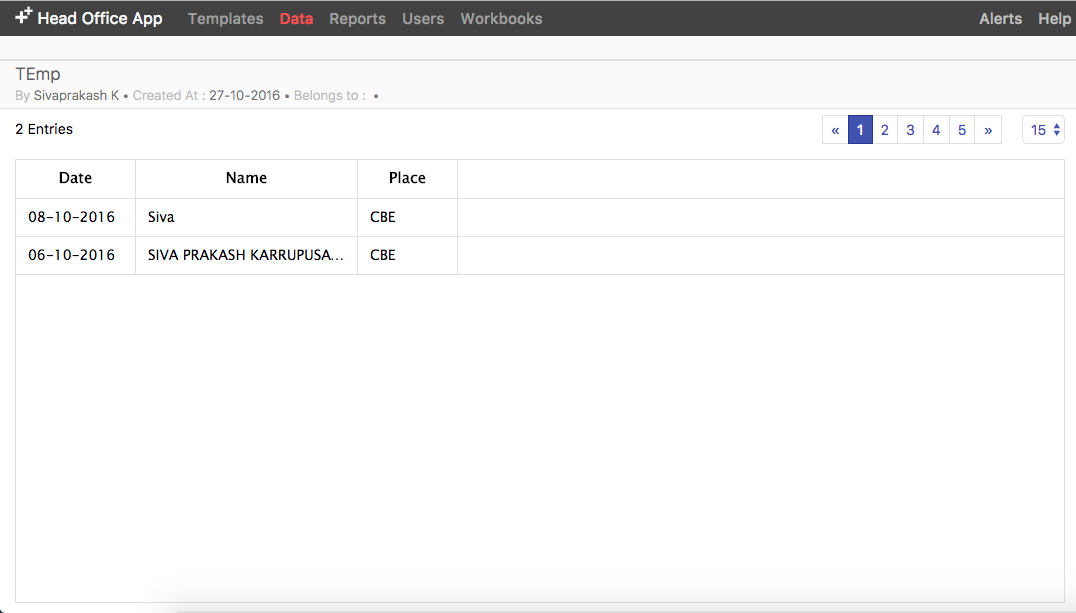 Head Office App Templates Data Reports Users Workbooks Alerts Help
TEmp
By Sivaprakash K • Created At : 27-10-2016 • Belongs to : •
2 Entries « 1 2 3 4 5 » 15
Date Name Place
08-10-2016 Siva CBE
06-10-2016 SIVA PRAKASH KARRUPUSA... CBE